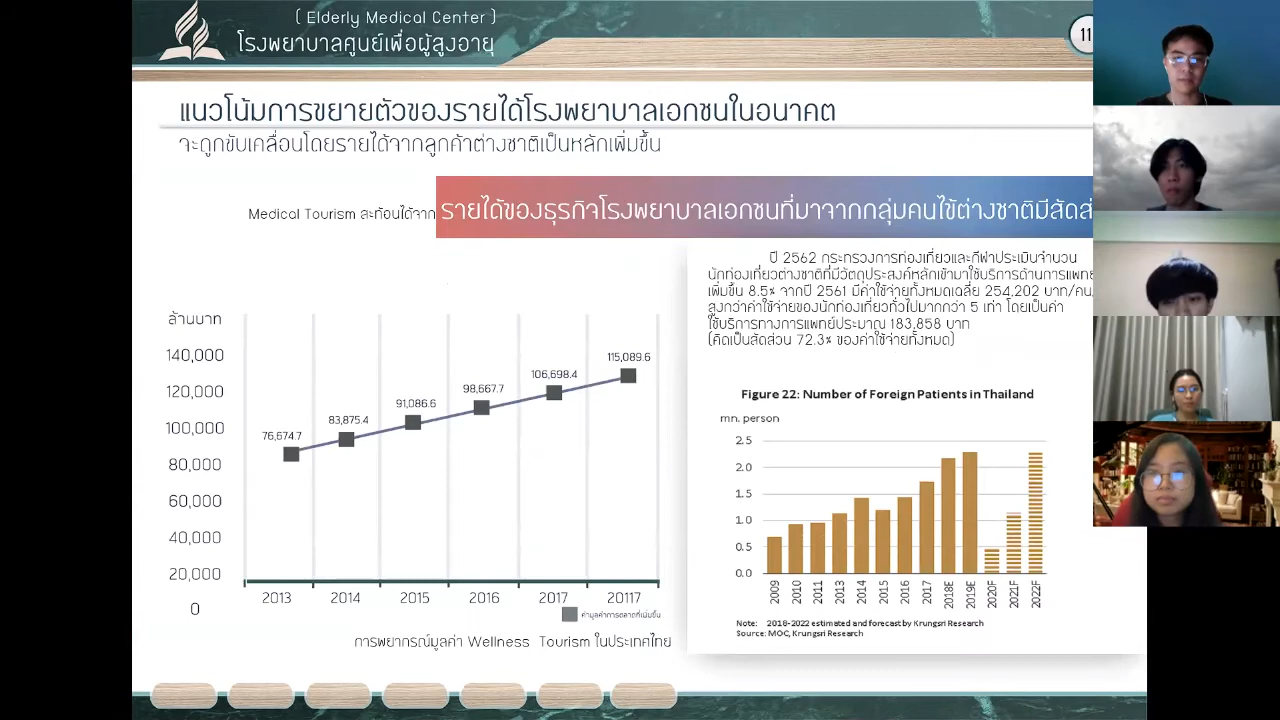 ( Elderly Medical Center )
โรงพยาบาลศูนย์เพื่อผู้สูงอายุ
11
แนวโน้มการขยายตัวของรายได้โรงพยาบาลเอกชนในอนาคต
จะถูกขับเคลื่อนโดยรายได้จากลูกค้าต่างชาติเป็นหลักเพิ่มขึ้น
Medical Tourism สะท้อนได้จาก
รายได้ของธุรกิจโรงพยาบาลเอกชนที่มาจากกลุ่มคนไข้ต่างชาติมีสัดส่
ปี 2562 กระทรวงการท่องเที่ยวและกีฬาประเมินจำนวน
นักท่องเที่ยวต่างชาติที่มีวัตถุประสงค์หลักเข้ามาใช้บริการด้านการแพทย
เพิ่มขึ้น 8.5% จากปี 2561 มีค่าใช้จ่ายทั้งหมดเฉลี่ย 254,202 บาท/คน,
สูงกว่าค่าใช้จ่ายของนักท่องเที่ยวทั่วไปมากกว่า 5 เท่า โดยเป็นค่า
ใช้บริการทางการแพทย์ประมาณ 183,858 บาท
(คิดเป็นสัดส่วน 72.3% ของค่าใช้จ่ายทั้งหมด)
ล้านบาท
140,000
120,000
100,000
80,000
60,000
40,000
20,000
0
76,674.7
83,875.4
91,086.6
98,667.7
106,698.4
115,089.6
2013 2014 2015 2016 2017 20117
ค่ามูลค่าการตลาดที่เพิ่มขึ้น
การพยากรณ์มูลค่า Wellness Tourism ในประเทศไทย
Figure 22: Number of Foreign Patients in Thailand
mn. person
2.5
2.0
1.5
1.0
0.5
0.0
2009 2010 2011 2013 2014 2015 2016 2017 2018E 2019E 2020F 2021F 2022F
Note: 2018-2022 estimated and forecast by Krungsri Research
Source: MOC, Krungsri Research